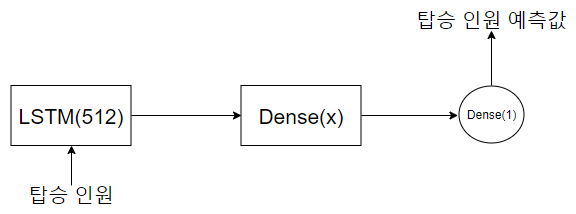 탑승 인원 예측값
LSTM(512)
Dense(x)
Dense(1)
탑승 인원